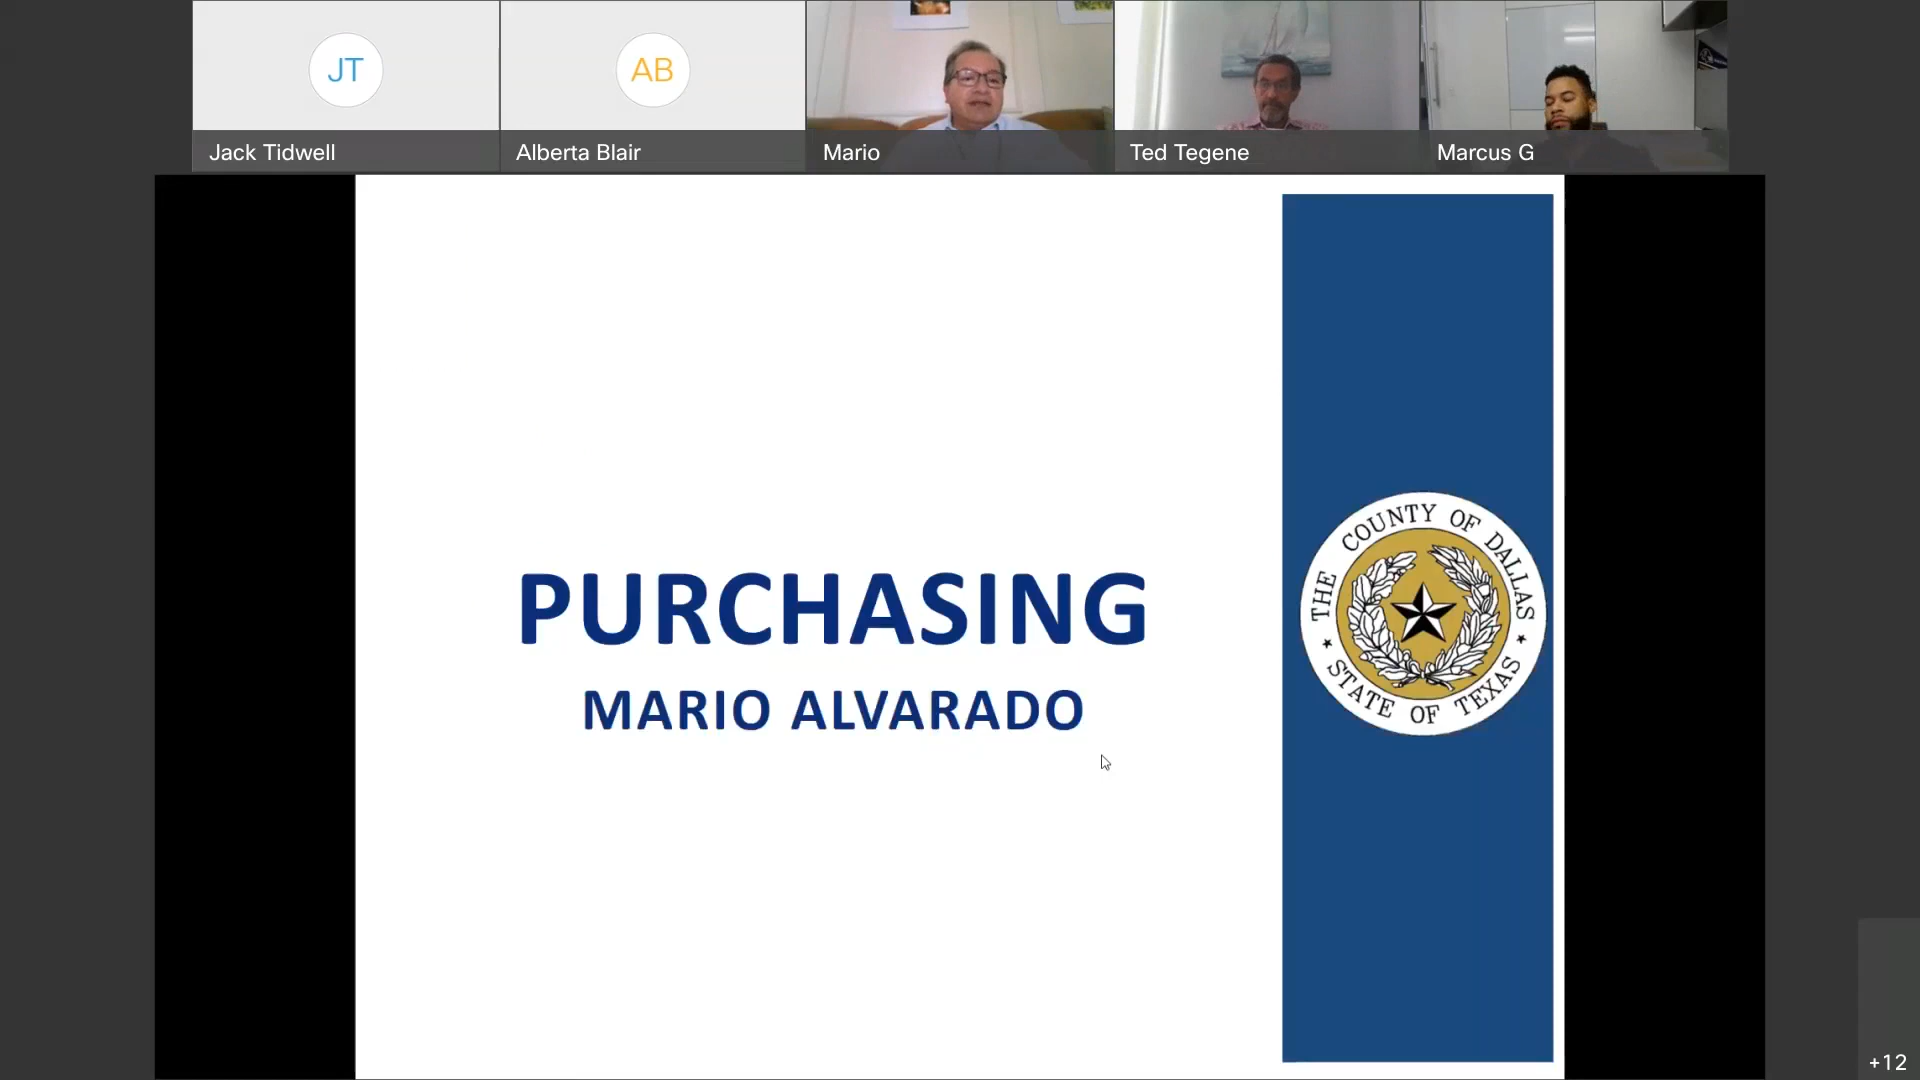 JT
AB
Jack Tidwell
Alberta Blair
Mario
Ted Tegene
Marcus G
PURCHASING
MARIO ALVARADO
THE COUNTY OF DALLAS
STATE OF TEXAS
+12